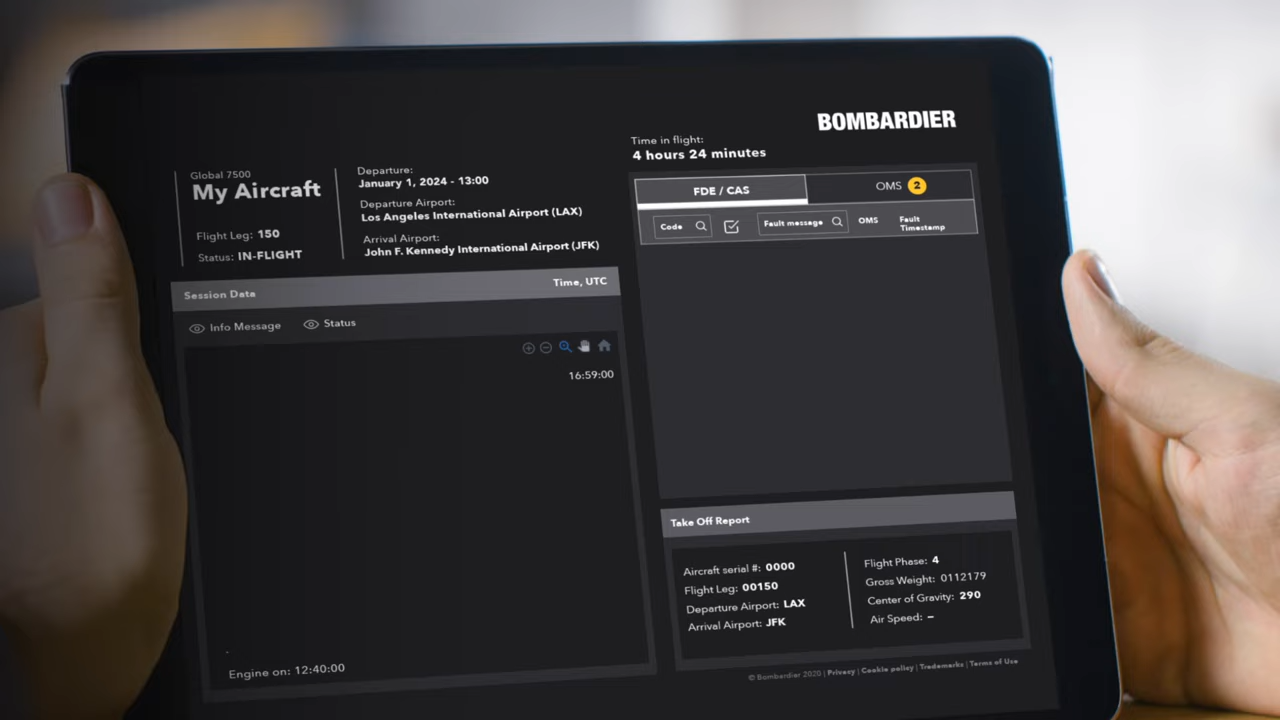 BOMBARDIER
Global 7500
My Aircraft
Flight Leg: 150
Status: IN-FLIGHT
Departure:
January 1, 2024 - 13:00
Departure Airport:
Los Angeles International Airport (LAX)
Arrival Airport:
John F. Kennedy International Airport (JFK)
Time in flight:
4 hours 24 minutes
Session Data Time, UTC
Info Message Status
16:59:00
Engine on: 12:40:00
FDE / CAS OMS 2
Code Fault message OMS Fault
Timestamp
Take Off Report
Aircraft serial #: 0000
Flight Leg: 00150
Departure Airport: LAX
Arrival Airport: JFK
Flight Phase: 4
Gross Weight: 0112179
Center of Gravity: 290
Air Speed: –
© Bombardier 2020 | Privacy | Cookie policy | Trademarks | Terms of Use